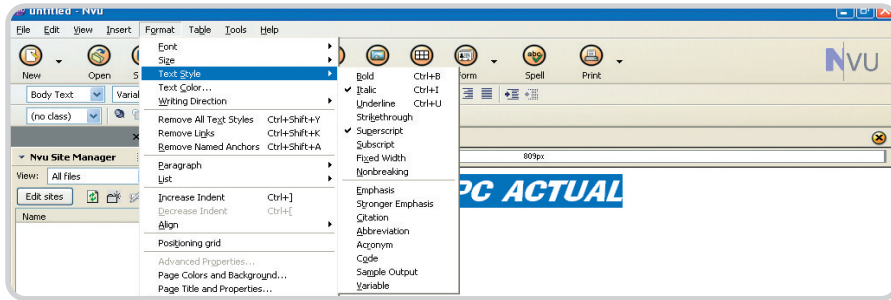 untitled - Nvu
File Edit View Insert Format Table Tools Help
New Open S Form Spell Print
NVU
Body Text Variab
(no class)
Nvu Site Manager
809px
View: All files
Edit sites
Name
Font
Size
Text Style
Text Color...
Writing Direction
Remove All Text Styles Ctrl+Shift+Y
Remove Links Ctrl+Shift+K
Remove Named Anchors Ctrl+Shift+A
Paragraph
List
Increase Indent Ctrl+]
Decrease Indent Ctrl+[
Align
Positioning grid
Advanced Properties...
Page Colors and Background...
Page Title and Properties...
Bold Ctrl+B
Italic Ctrl+I
Underline Ctrl+U
Strikethrough
Superscript
Subscript
Fixed Width
Nonbreaking
Emphasis
Stronger Emphasis
Citation
Abbreviation
Acronym
Code
Sample Output
Variable
PC ACTUAL